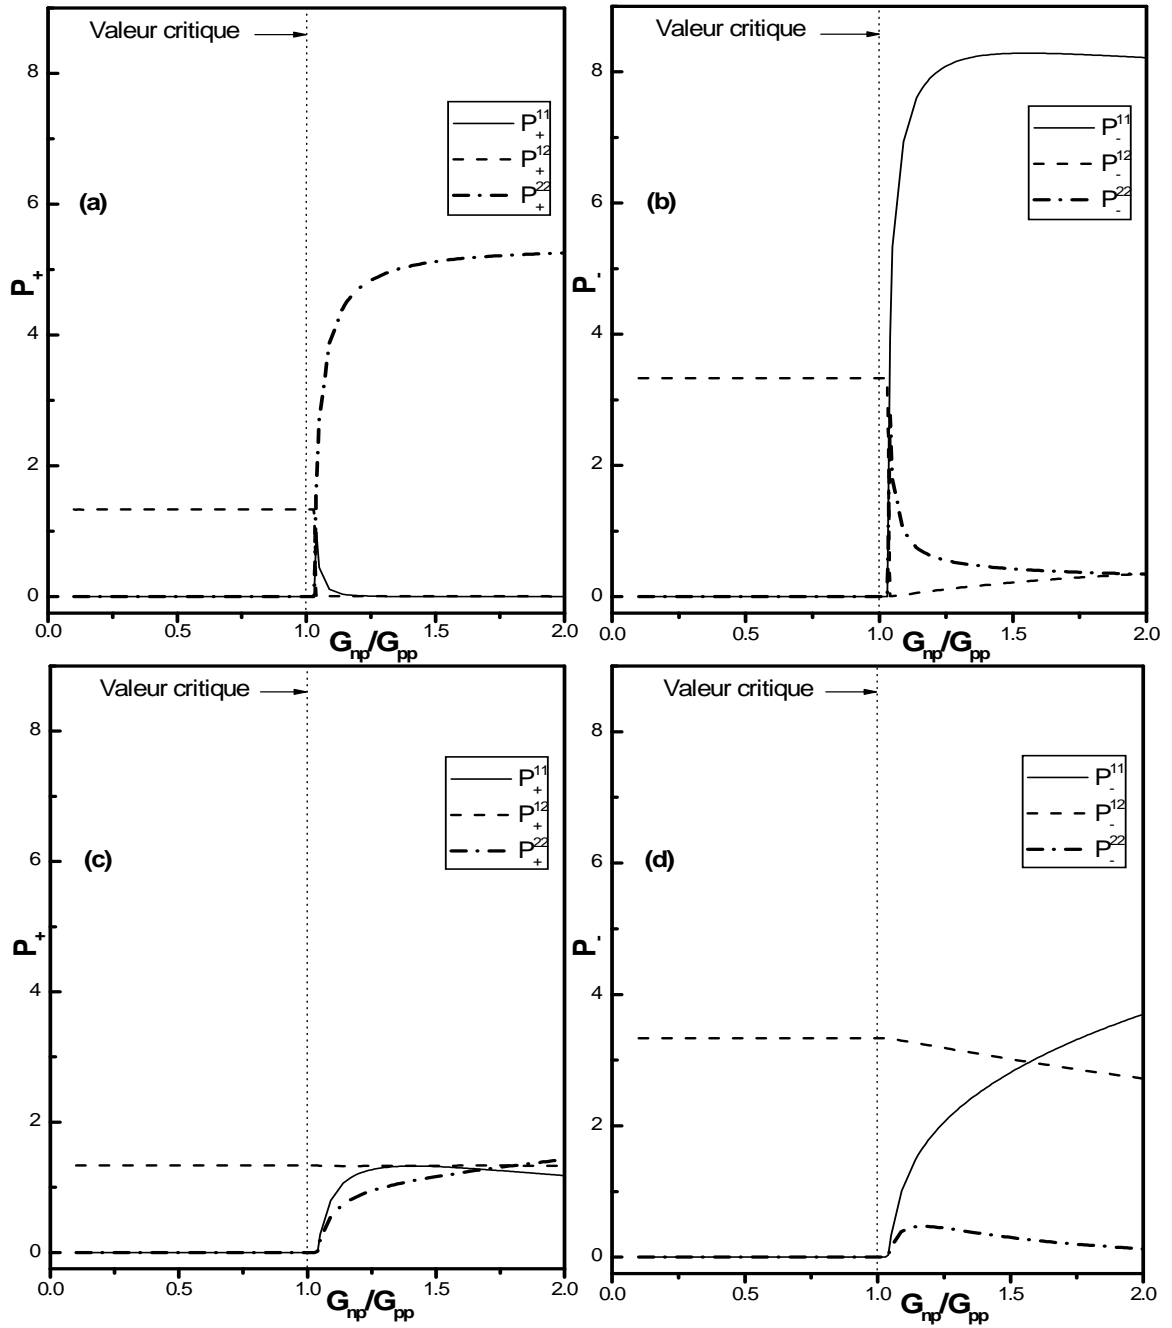 Valeur critique
8
P+^11
P+^12
P+^22
(a)
6
P+
4
2
0
0.0 0.5 1.0 1.5 2.0
Gnp/Gpp
Valeur critique
8
P-^11
P-^12
P-^22
(b)
6
P-
4
2
0
0.0 0.5 1.0 1.5 2.0
Gnp/Gpp
Valeur critique
8
P+^11
P+^12
P+^22
(c)
6
P+
4
2
0
0.0 0.5 1.0 1.5 2.0
Gnp/Gpp
Valeur critique
8
P-^11
P-^12
P-^22
(d)
6
P-
4
2
0
0.0 0.5 1.0 1.5 2.0
Gnp/Gpp